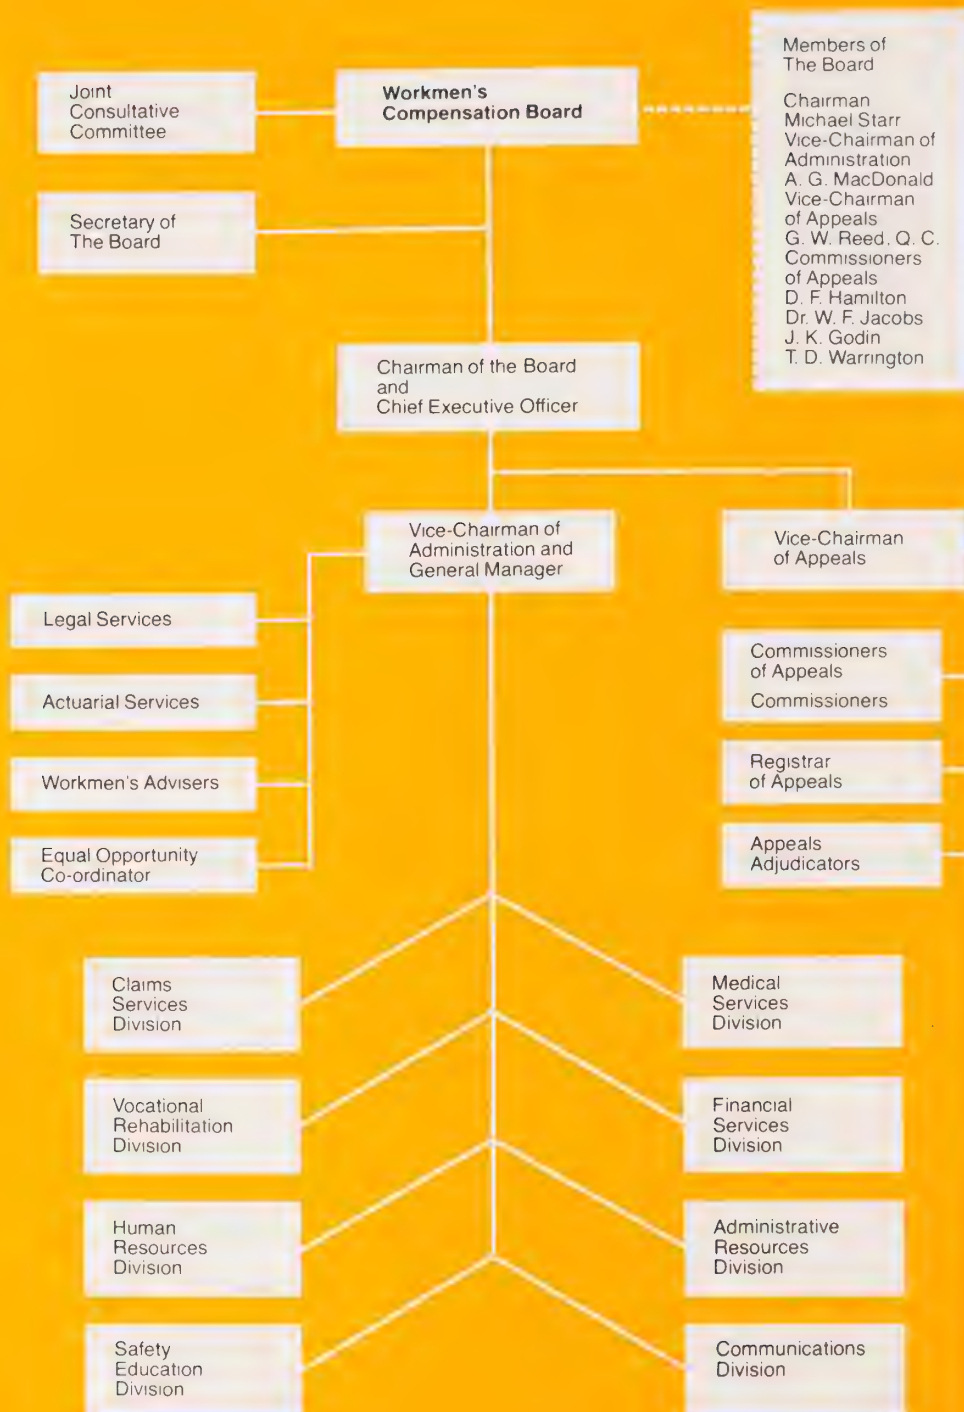 Joint
Consultative
Committee
Workmen's
Compensation Board
Members of
The Board
Chairman
Michael Starr
Vice-Chairman of
Administration
A. G. MacDonald
Vice-Chairman
of Appeals
G. W. Reed, Q. C.
Commissioners
of Appeals
D. F. Hamilton
Dr. W. F. Jacobs
J. K. Godin
T. D. Warrington
Secretary of
The Board
Chairman of the Board
and
Chief Executive Officer
Vice-Chairman of
Administration and
General Manager
Vice-Chairman
of Appeals
Legal Services
Actuarial Services
Workmen's Advisers
Equal Opportunity
Co-ordinator
Commissioners
of Appeals
Commissioners
Registrar
of Appeals
Appeals
Adjudicators
Claims
Services
Division
Medical
Services
Division
Vocational
Rehabilitation
Division
Financial
Services
Division
Human
Resources
Division
Administrative
Resources
Division
Safety
Education
Division
Communications
Division